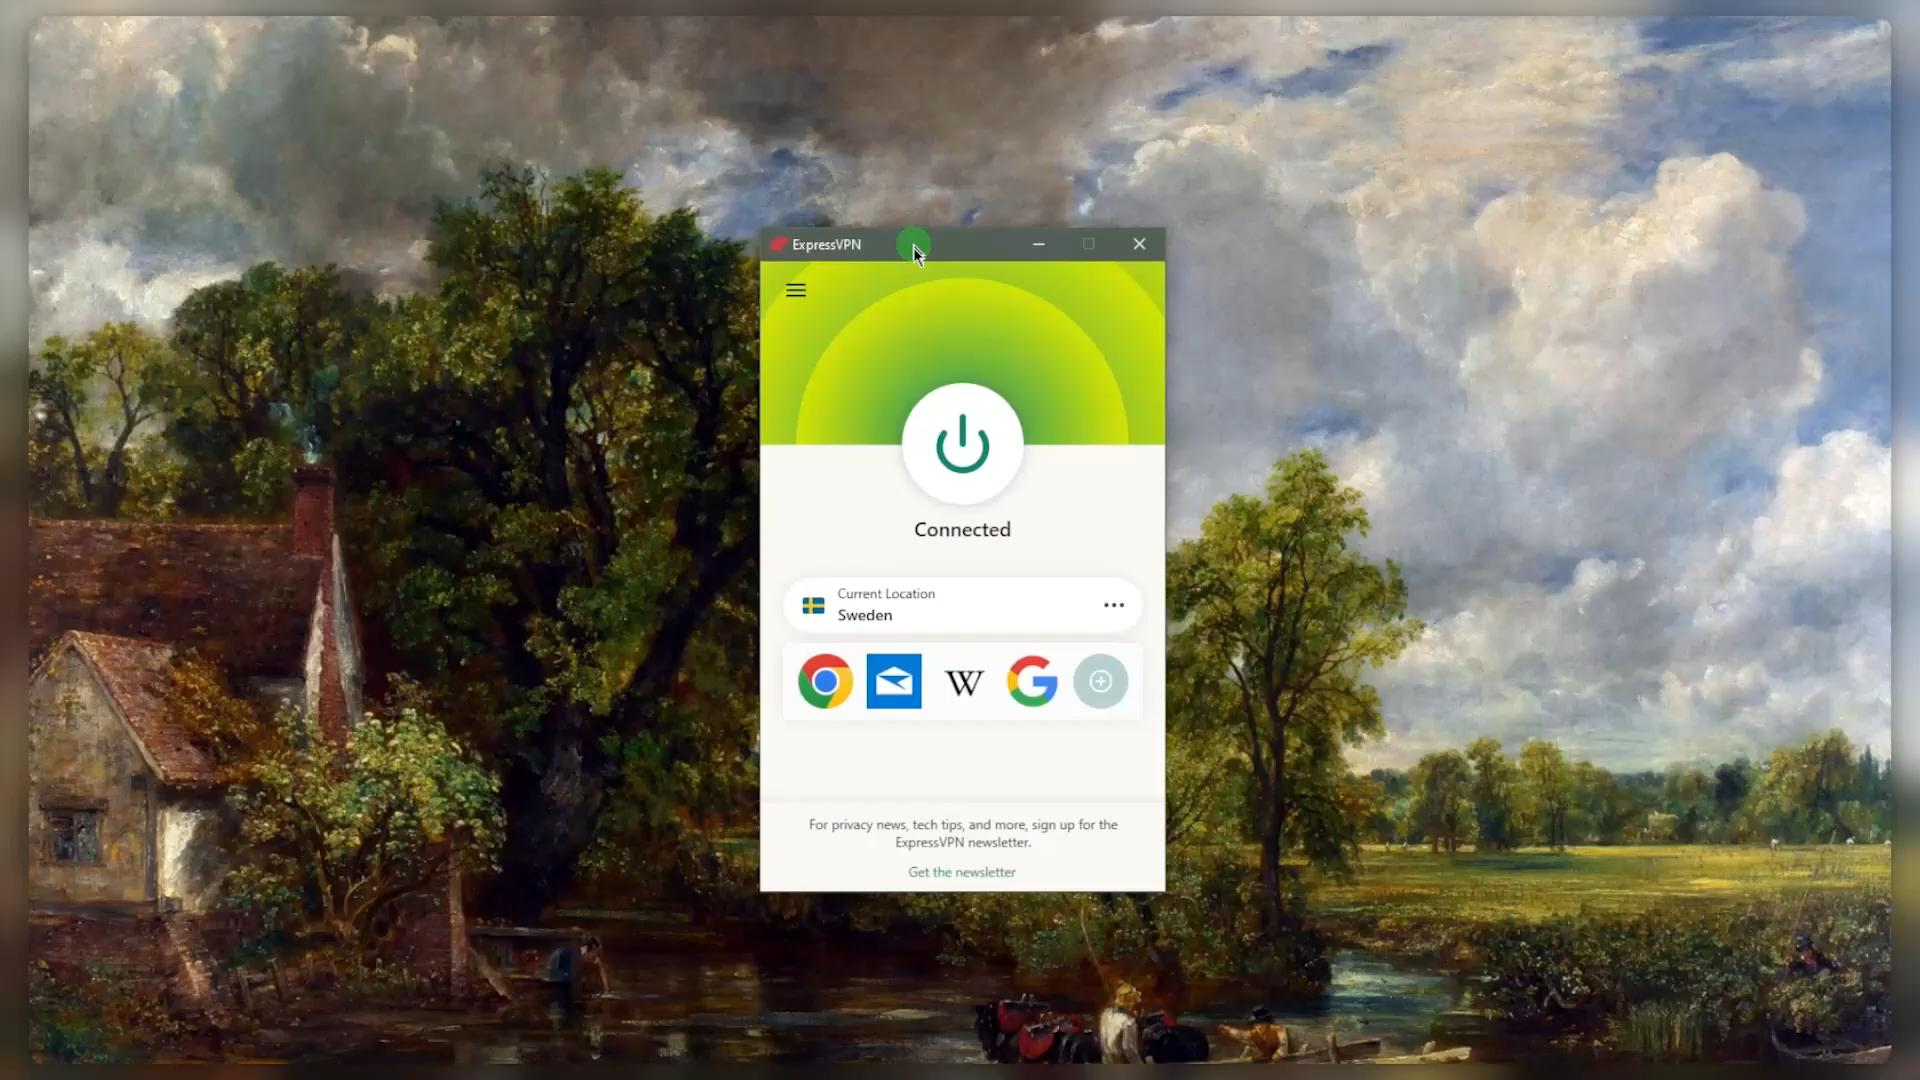 ExpressVPN
Connected
Current Location
Sweden
W
G
For privacy news, tech tips, and more, sign up for the
ExpressVPN newsletter.
Get the newsletter